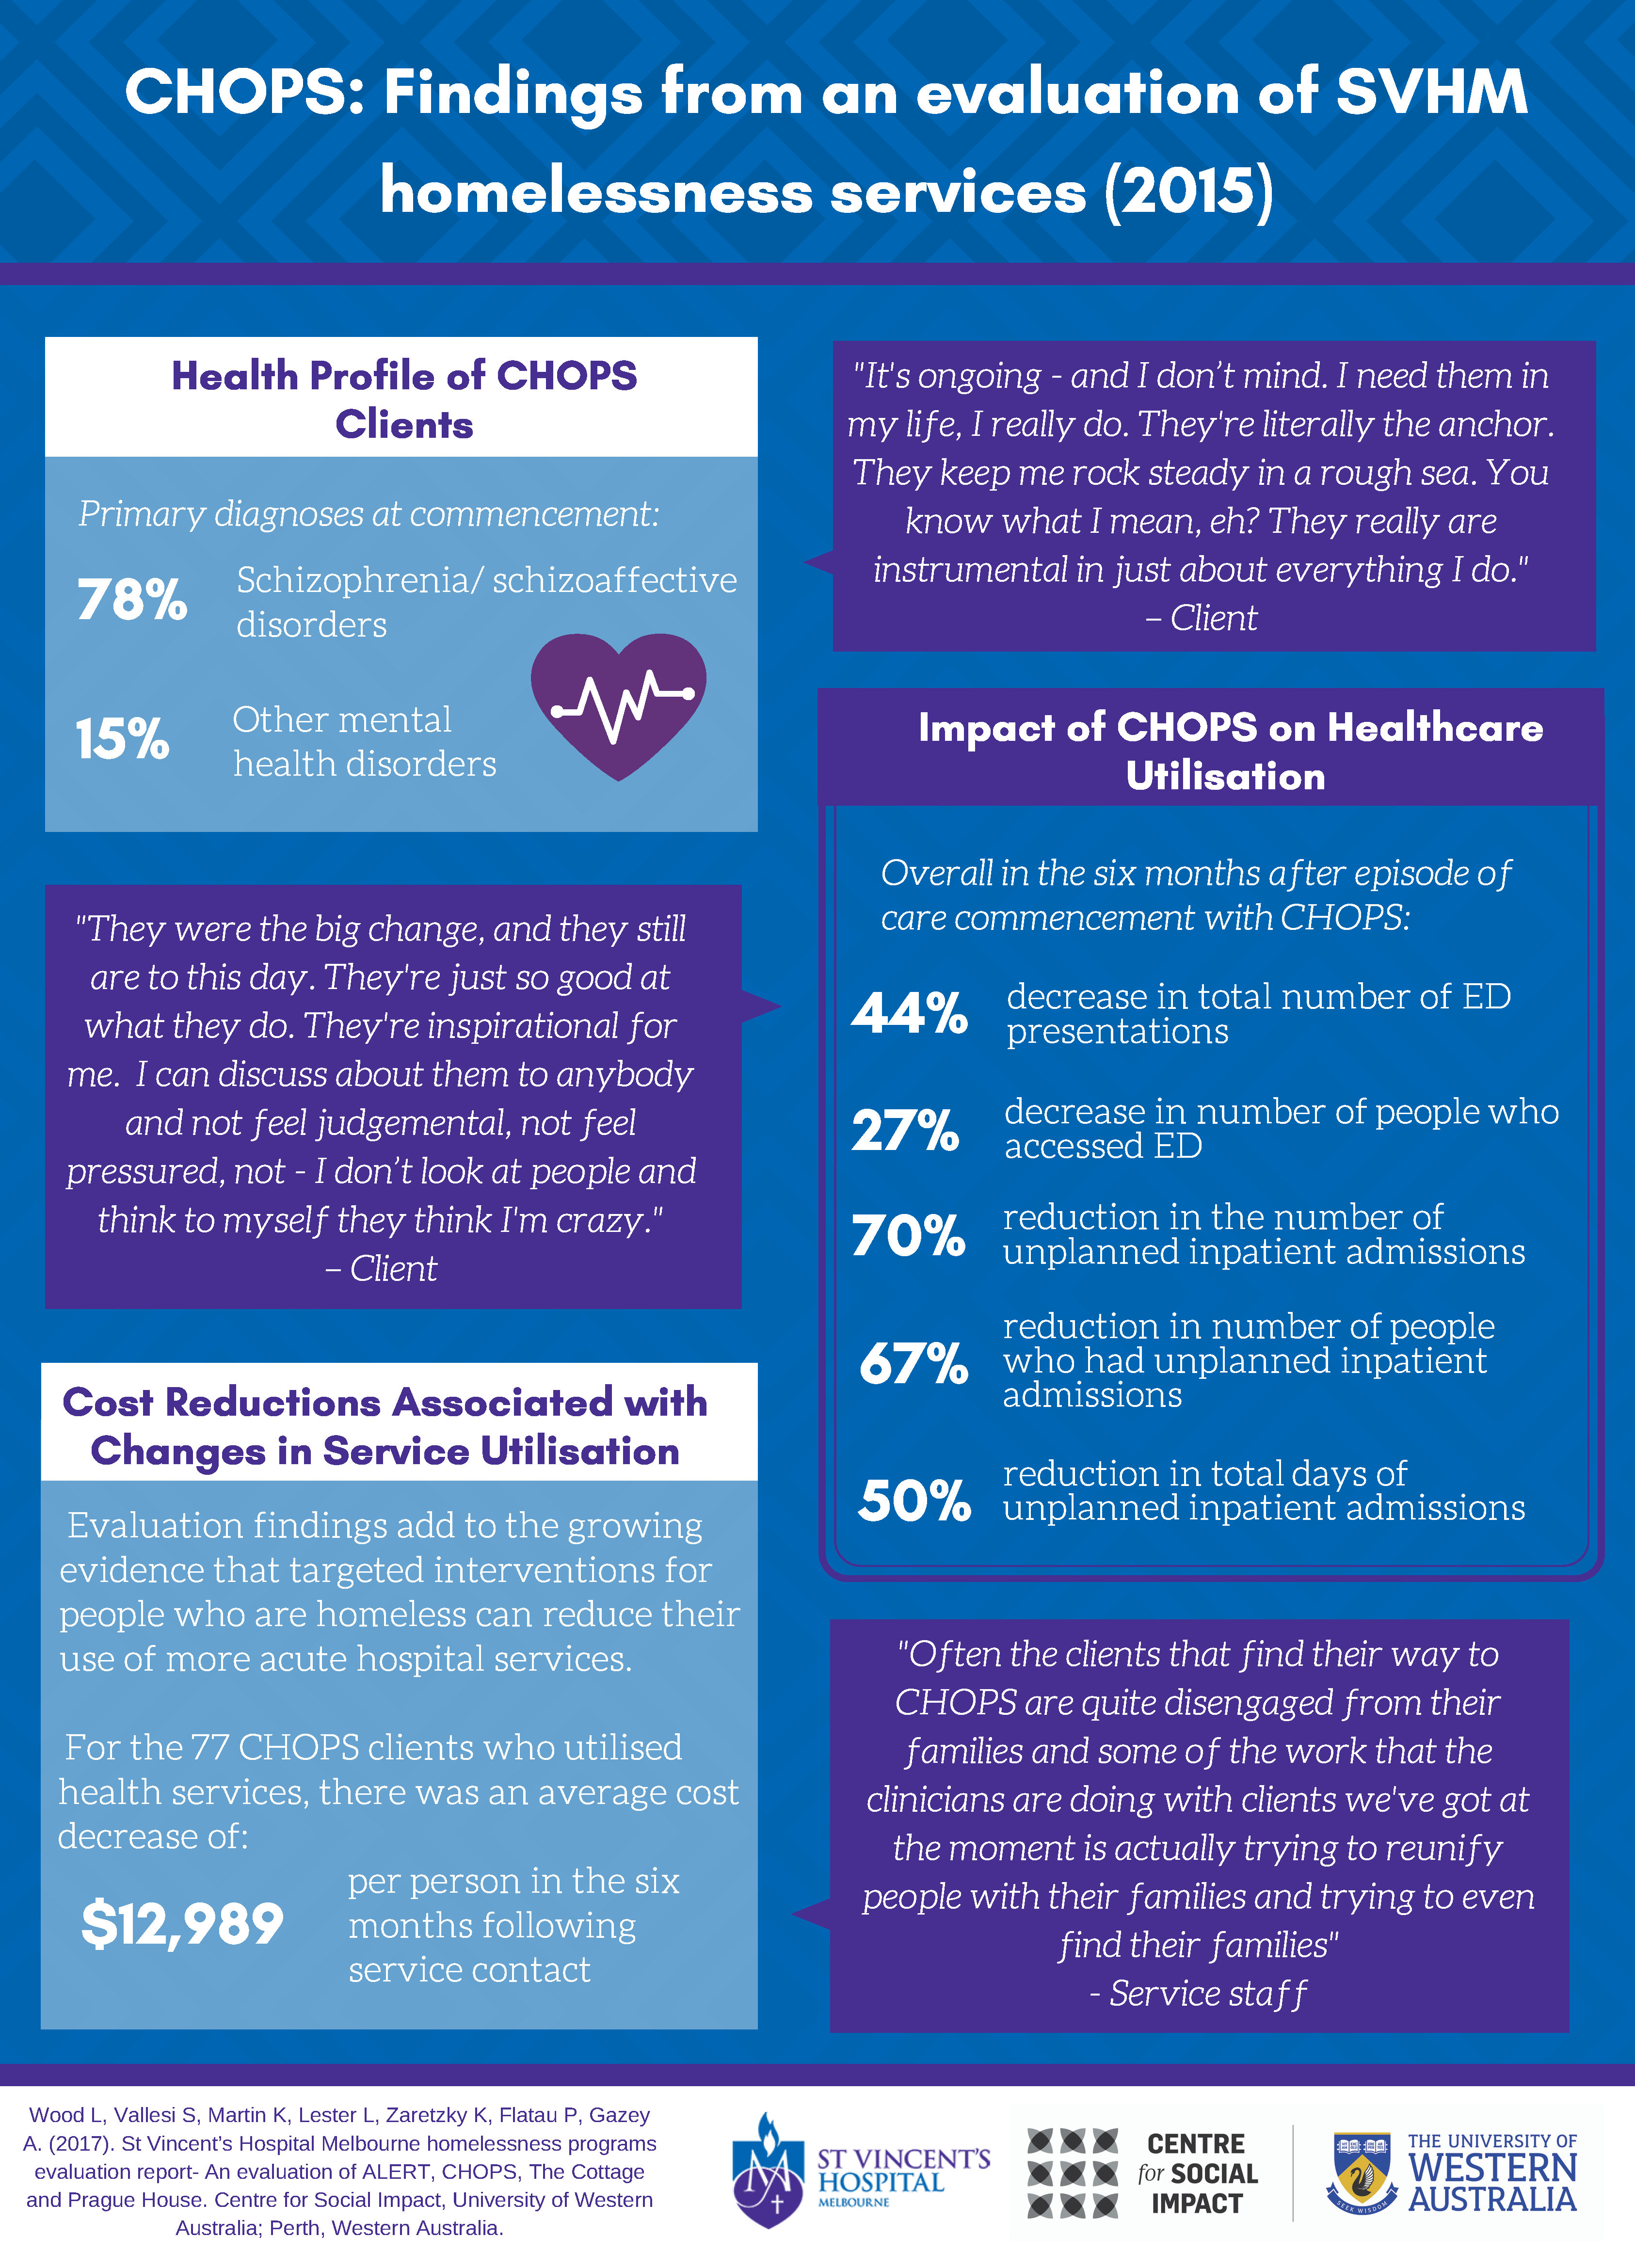 CHOPS: Findings from an evaluation of SVHM
homelessness services (2015)
Health Profile of CHOPS
Clients
Primary diagnoses at commencement:
78%
Schizophrenia/ schizoaffective
disorders
15%
Other mental
health disorders
"It's ongoing - and I don’t mind. I need them in
my life, I really do. They're literally the anchor.
They keep me rock steady in a rough sea. You
know what I mean, eh? They really are
instrumental in just about everything I do."
– Client
"They were the big change, and they still
are to this day. They're just so good at
what they do. They're inspirational for
me. I can discuss about them to anybody
and not feel judgemental, not feel
pressured, not - I don’t look at people and
think to myself they think I'm crazy."
– Client
Impact of CHOPS on Healthcare
Utilisation
Overall in the six months after episode of
care commencement with CHOPS:
44%
decrease in total number of ED
presentations
27%
decrease in number of people who
accessed ED
70%
reduction in the number of
unplanned inpatient admissions
67%
reduction in number of people
who had unplanned inpatient
admissions
50%
reduction in total days of
unplanned inpatient admissions
Cost Reductions Associated with
Changes in Service Utilisation
Evaluation findings add to the growing
evidence that targeted interventions for
people who are homeless can reduce their
use of more acute hospital services.
For the 77 CHOPS clients who utilised
health services, there was an average cost
decrease of:
$12,989
per person in the six
months following
service contact
"Often the clients that find their way to
CHOPS are quite disengaged from their
families and some of the work that the
clinicians are doing with clients we've got at
the moment is actually trying to reunify
people with their families and trying to even
find their families"
- Service staff
Wood L, Vallesi S, Martin K, Lester L, Zaretzky K, Flatau P, Gazey
A. (2017). St Vincent’s Hospital Melbourne homelessness programs
evaluation report- An evaluation of ALERT, CHOPS, The Cottage
and Prague House. Centre for Social Impact, University of Western
Australia; Perth, Western Australia.
ST VINCENT'S
HOSPITAL
MELBOURNE
CENTRE
for SOCIAL
IMPACT
SEEK WISDOM
THE UNIVERSITY OF
WESTERN
AUSTRALIA